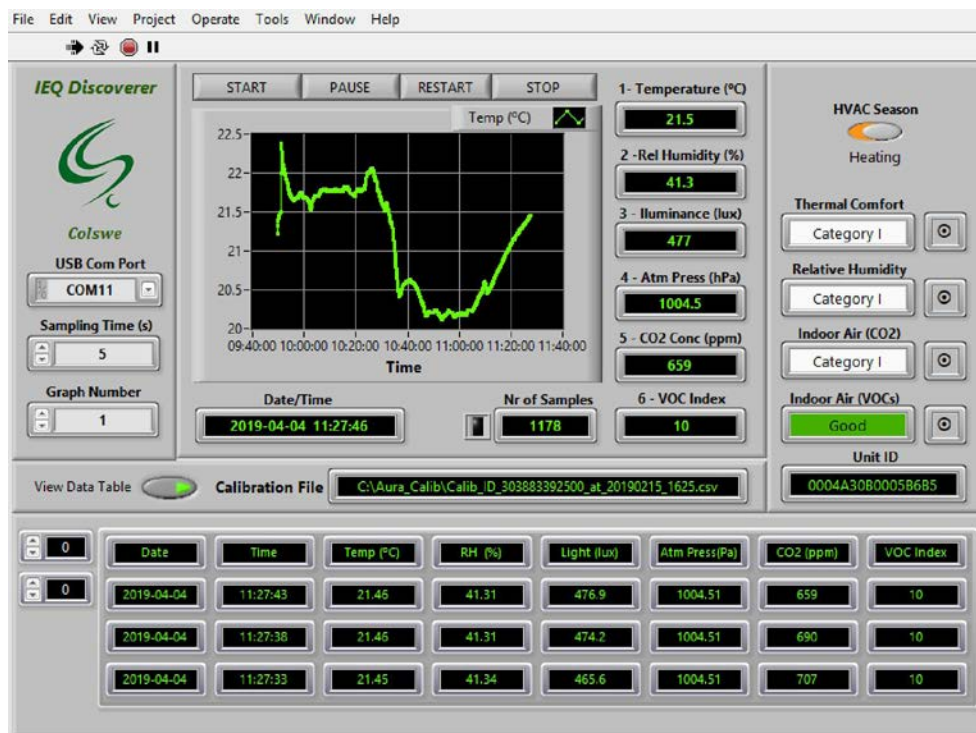 File Edit View Project Operate Tools Window Help
IEQ Discoverer
Colswe
USB Com Port
COM11
Sampling Time (s)
5
Graph Number
1
START PAUSE RESTART STOP
Temp (ºC)
22.5
22
21.5
21
20.5
20
09:40:00 10:00:00 10:20:00 10:40:00 11:00:00 11:20:00 11:40:00
Time
Date/Time
2019-04-04 11:27:46
Nr of Samples
1178
1- Temperature (ºC)
21.5
2 -Rel Humidity (%)
41.3
3 - Iluminance (lux)
477
4 - Atm Press (hPa)
1004.5
5 - CO2 Conc (ppm)
659
6 - VOC Index
10
HVAC Season
Heating
Thermal Comfort
Category I
Relative Humidity
Category I
Indoor Air (CO2)
Category I
Indoor Air (VOCs)
Good
Unit ID
0004A30B0005B6B5
View Data Table
Calibration File
C:\Aura_Calib\Calib_ID_303883392500_at_20190215_1625.csv
0
0
Date Time Temp (ºC) RH (%) Light (lux) Atm Press(Pa) CO2 (ppm) VOC Index
2019-04-04 11:27:43 21.46 41.31 476.9 1004.51 659 10
2019-04-04 11:27:38 21.46 41.31 474.2 1004.51 690 10
2019-04-04 11:27:33 21.45 41.34 465.6 1004.51 707 10